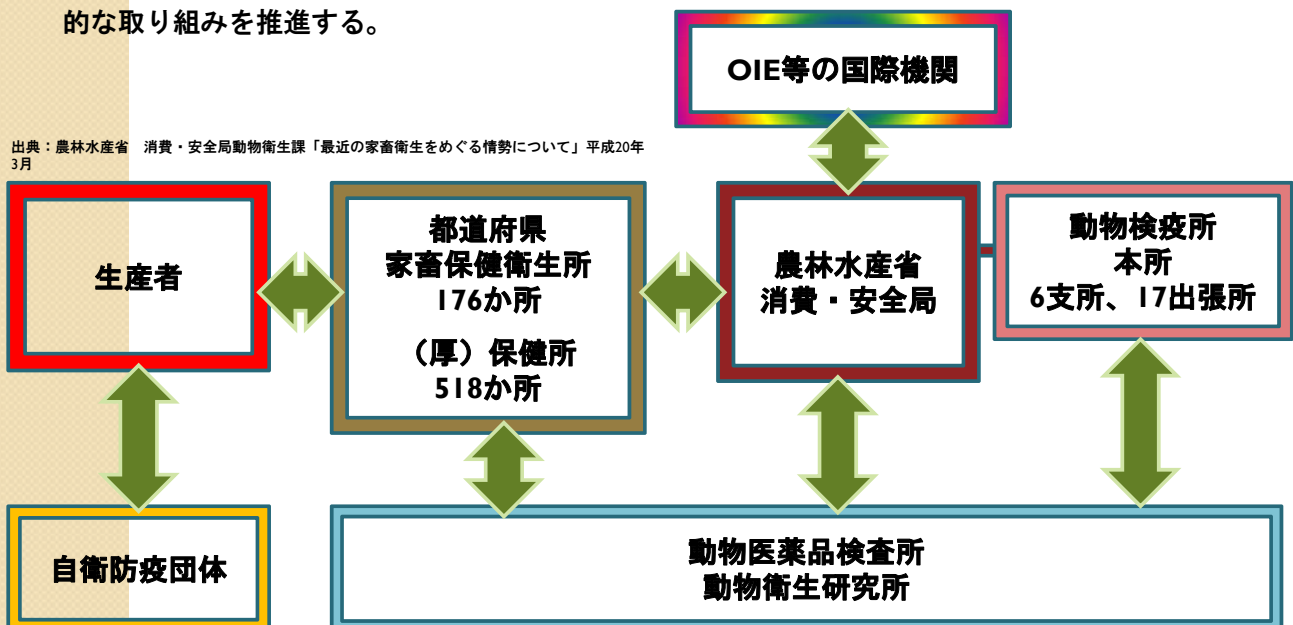 的な取り組みを推進する。
OIE等の国際機関
出典：農林水産省　消費・安全局動物衛生課「最近の家畜衛生をめぐる情勢について」平成20年
3月
生産者
都道府県
家畜保健衛生所
176か所
（厚）保健所
518か所
農林水産省
消費・安全局
動物検疫所
本所
6支所、17出張所
自衛防疫団体
動物医薬品検査所
動物衛生研究所